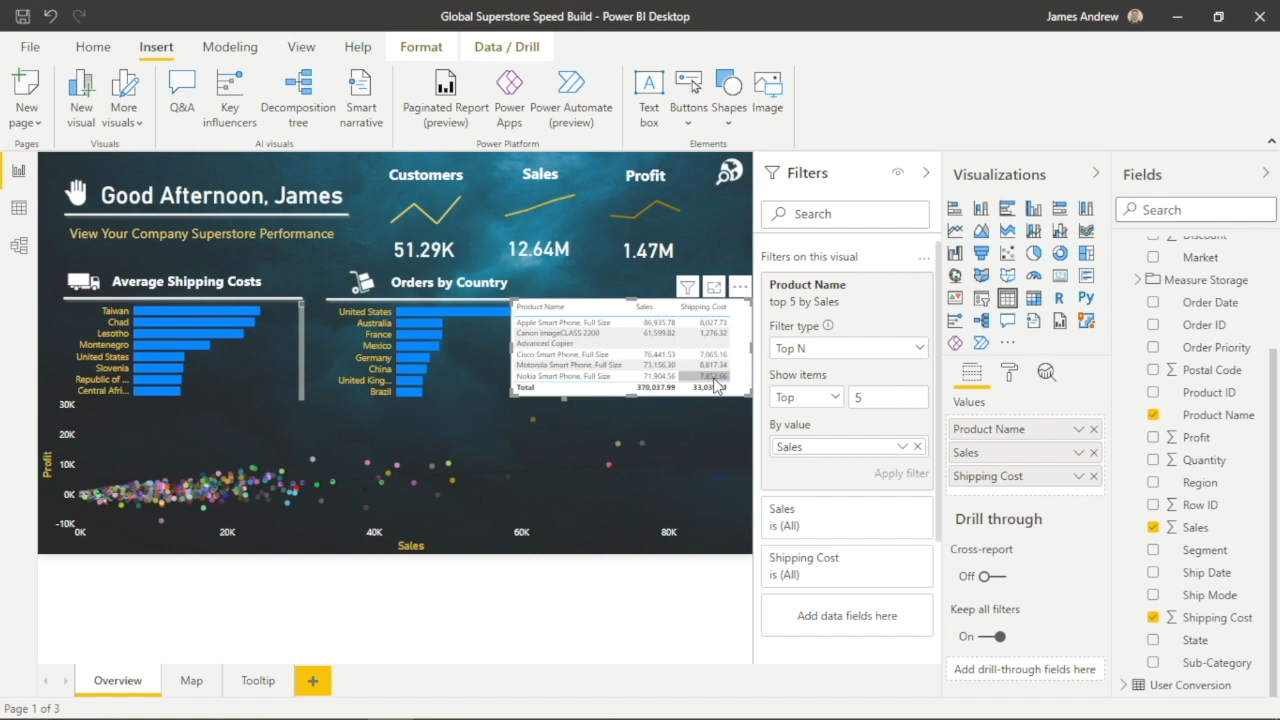 Global Superstore Speed Build - Power BI Desktop
James Andrew
File
Home
Insert
Modeling
View
Help
Format
Data / Drill
New
page
New
visual
More
visuals
Q&A
Key
influencers
Decomposition
tree
Smart
narrative
Paginated Report
(preview)
Power
Apps
Power Automate
(preview)
Text
box
Buttons
Shapes
Image
Pages
Visuals
AI visuals
Power Platform
Elements
Good Afternoon, James
View Your Company Superstore Performance
Customers
51.29K
Sales
12.64M
Profit
1.47M
Average Shipping Costs
Taiwan
Chad
Lesotho
Montenegro
United States
Slovenia
Republic of ...
Central Afri...
Orders by Country
United States
Australia
France
Mexico
Germany
China
United King...
Brazil
Product Name Sales Shipping Cost
Apple Smart Phone, Full Size 86,935.78 8,027.73
Canon imageCLASS 2200 61,599.82 1,276.32
Advanced Copier
Cisco Smart Phone, Full Size 76,441.53 7,065.16
Motorola Smart Phone, Full Size 73,156.30 8,017.34
Nokia Smart Phone, Full Size 71,904.56
Total 370,037.99
Profit
30K
20K
10K
0K
-10K
0K
20K
40K
60K
80K
Sales
Filters
Search
Filters on this visual
...
Product Name
top 5 by Sales
Filter type
Top N
Show items
Top
5
By value
Sales
Apply filter
Sales
is (All)
Shipping Cost
is (All)
Add data fields here
Visualizations
R
Py
...
Values
Product Name
Sales
Shipping Cost
Drill through
Cross-report
Off
Keep all filters
On
Add drill-through fields here
Fields
Search
Discount
Market
Measure Storage
Order Date
Order ID
Order Priority
Postal Code
Product ID
Product Name
Profit
Quantity
Region
Row ID
Sales
Segment
Ship Date
Ship Mode
Shipping Cost
State
Sub-Category
User Conversion
Overview
Map
Tooltip
Page 1 of 3